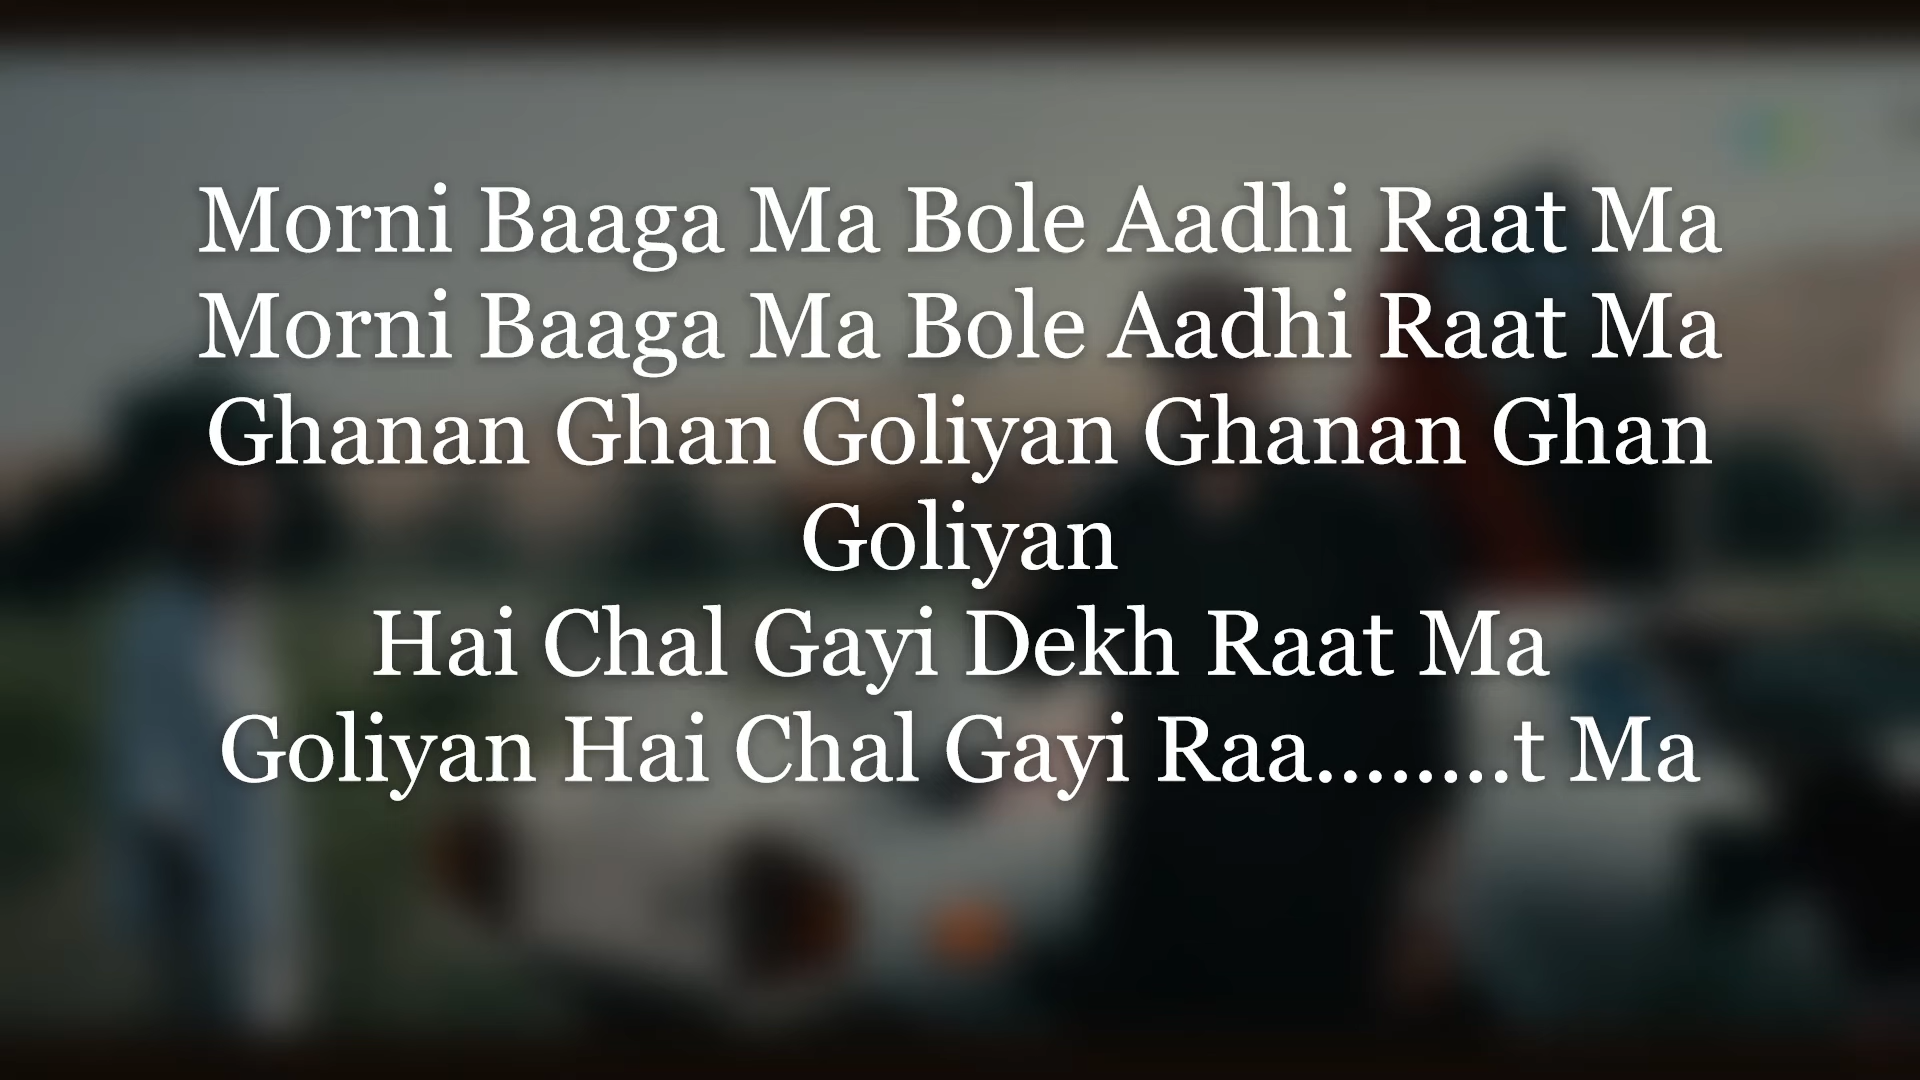 Morni Baaga Ma Bole Aadhi Raat Ma
Morni Baaga Ma Bole Aadhi Raat Ma
Ghanan Ghan Goliyan Ghanan Ghan
Goliyan
Hai Chal Gayi Dekh Raat Ma
Goliyan Hai Chal Gayi Raa........t Ma